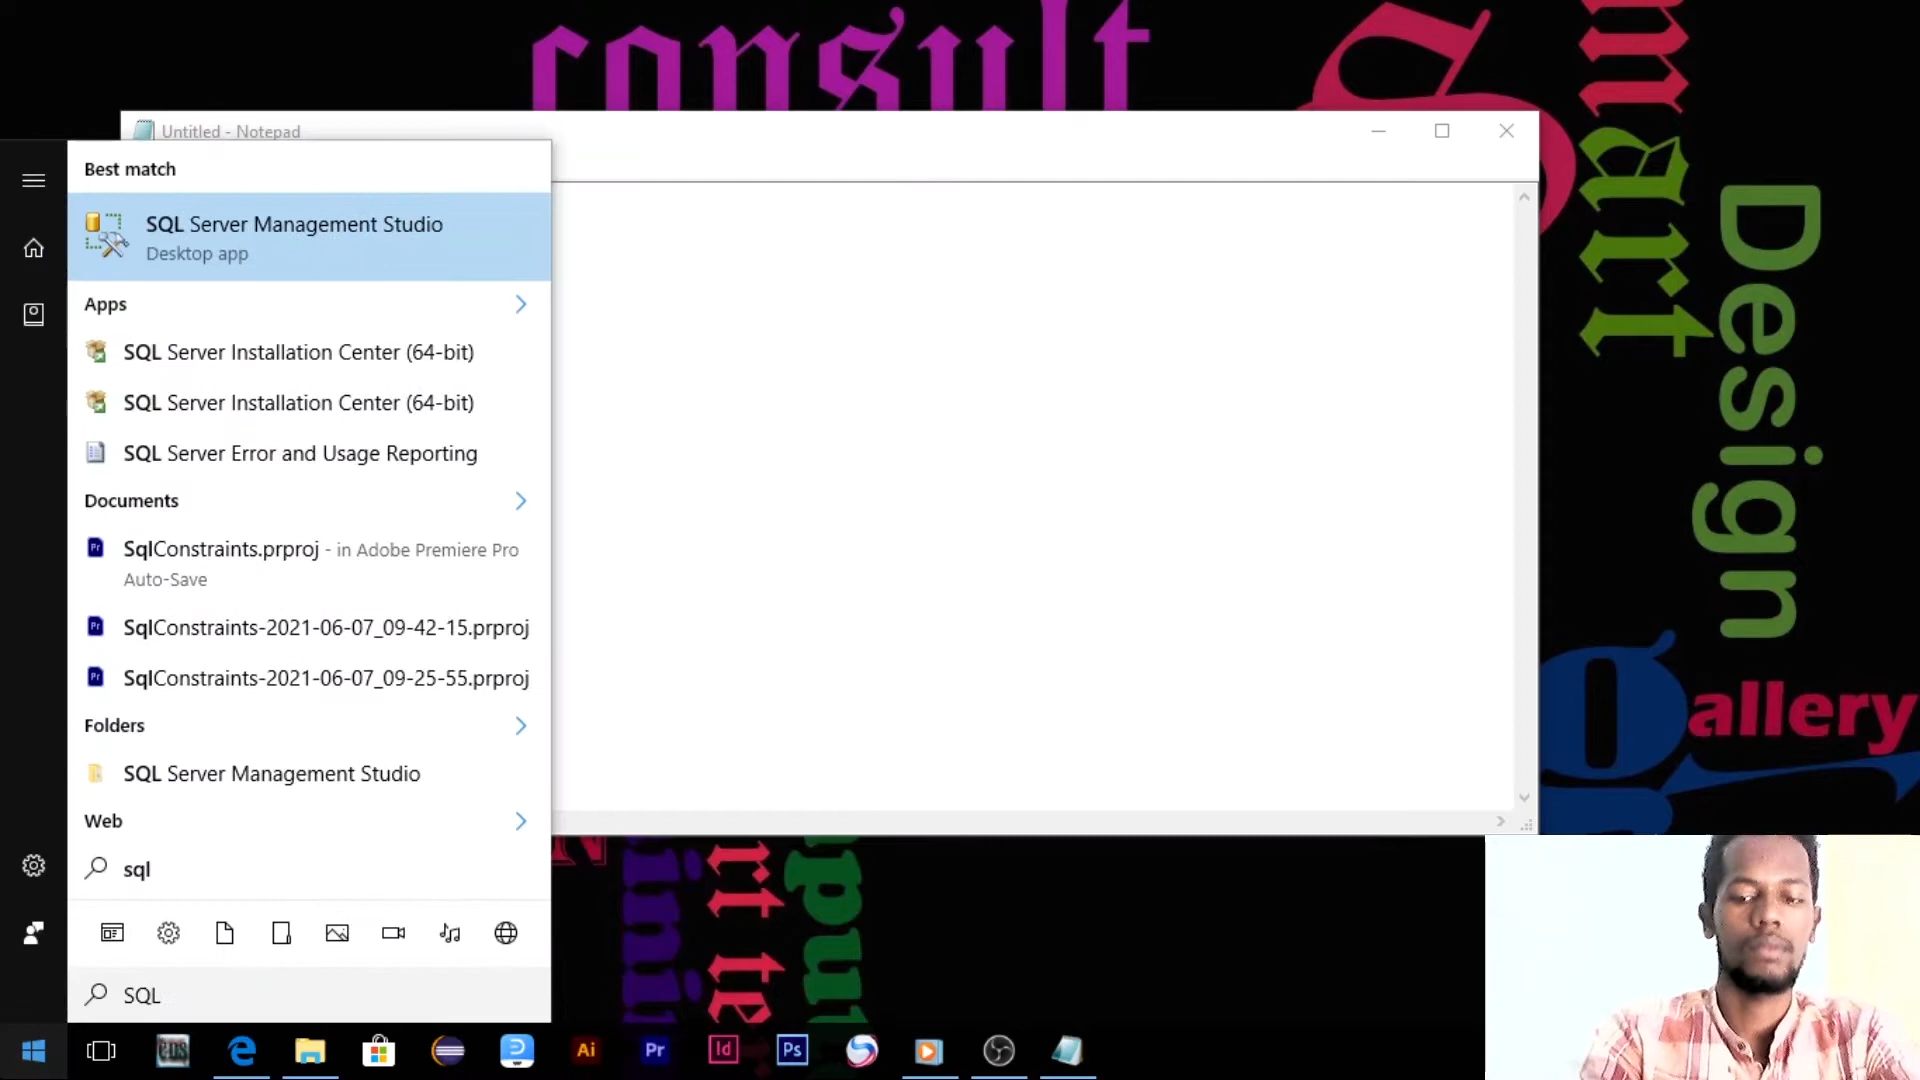 consult
Untitled - Notepad
Best match
SQL Server Management Studio
Desktop app
Apps
SQL Server Installation Center (64-bit)
SQL Server Installation Center (64-bit)
SQL Server Error and Usage Reporting
Documents
SqlConstraints.prproj - in Adobe Premiere Pro
Auto-Save
SqlConstraints-2021-06-07_09-42-15.prproj
SqlConstraints-2021-06-07_09-25-55.prproj
Folders
SQL Server Management Studio
Web
sql
SQL
Design
gallery
Ai
Pr
Id
Ps